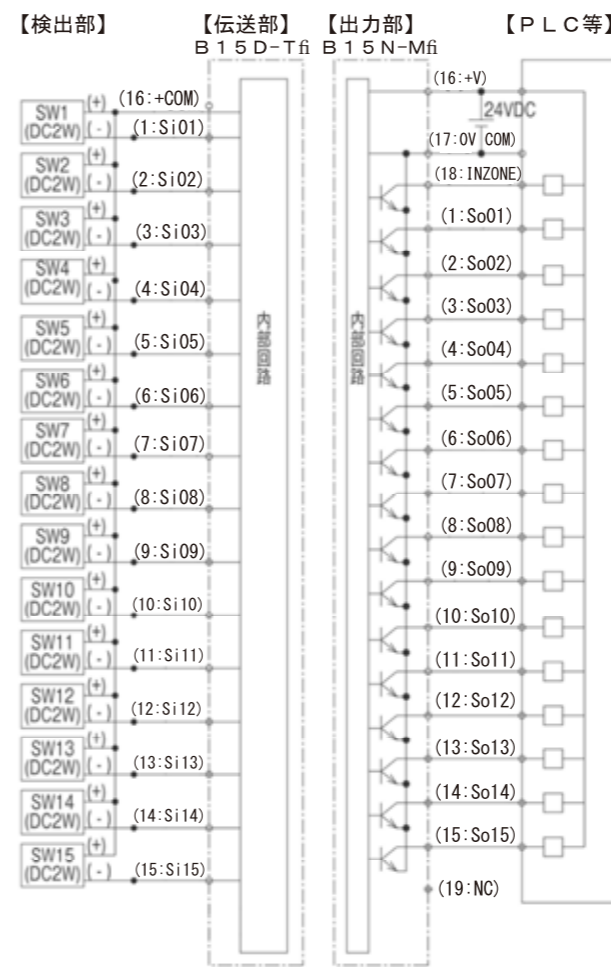 【検出部】 【伝送部】 【出力部】 【PLC等】
B15D-Tfi B15N-Mfi
SW1
(DC2W)
(+)
(-)
(16:+COM)
(1:Si01)
SW2
(DC2W)
(+)
(-)
(2:Si02)
SW3
(DC2W)
(+)
(-)
(3:Si03)
SW4
(DC2W)
(+)
(-)
(4:Si04)
SW5
(DC2W)
(+)
(-)
(5:Si05)
SW6
(DC2W)
(+)
(-)
(6:Si06)
SW7
(DC2W)
(+)
(-)
(7:Si07)
SW8
(DC2W)
(+)
(-)
(8:Si08)
SW9
(DC2W)
(+)
(-)
(9:Si09)
SW10
(DC2W)
(+)
(-)
(10:Si10)
SW11
(DC2W)
(+)
(-)
(11:Si11)
SW12
(DC2W)
(+)
(-)
(12:Si12)
SW13
(DC2W)
(+)
(-)
(13:Si13)
SW14
(DC2W)
(+)
(-)
(14:Si14)
SW15
(DC2W)
(+)
(-)
(15:Si15)
内部回路
内部回路
(16:+V)
24VDC
(17:0V COM)
(18:INZONE)
(1:So01)
(2:So02)
(3:So03)
(4:So04)
(5:So05)
(6:So06)
(7:So07)
(8:So08)
(9:So09)
(10:So10)
(11:So11)
(12:So12)
(13:So13)
(14:So14)
(15:So15)
(19:NC)